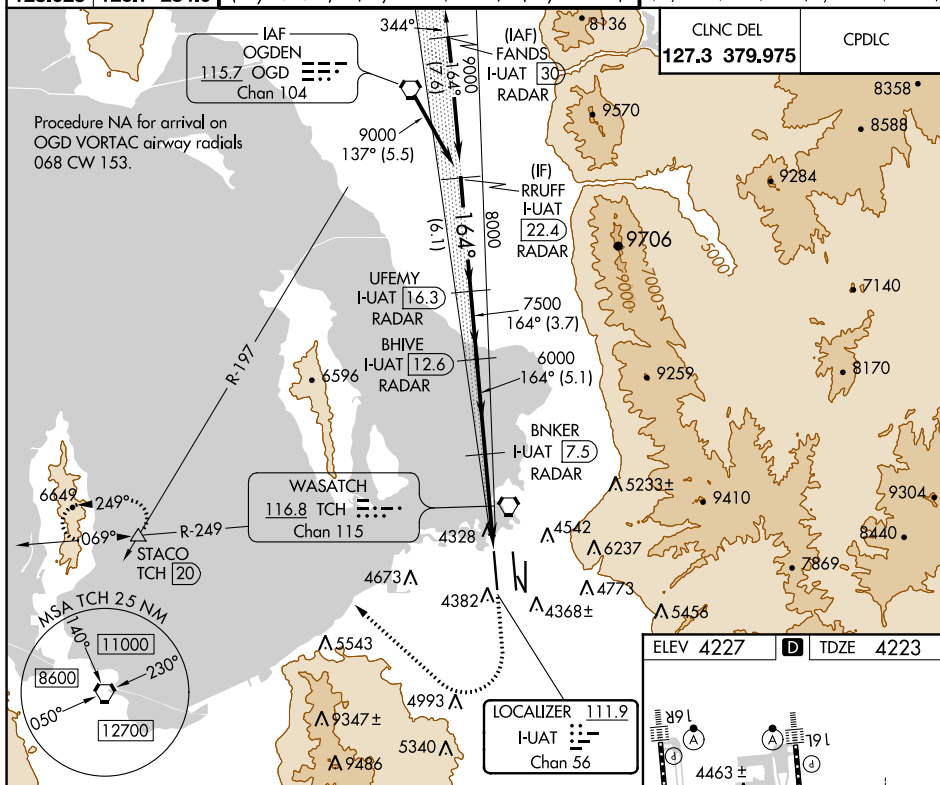 IAF
OGDEN
115.7 OGD
Chan 104
Procedure NA for arrival on
OGD VORTAC airway radials
068 CW 153.
344°
9000
(7.6)
164°
(IAF)
FANDS
I-UAT 30
RADAR
8136
CLNC DEL
127.3 379.975
CPDLC
8358
9570
8588
9284
9000
137° (5.5)
(IF)
RRUFF
I-UAT
22.4
RADAR
9706
5000
7000
9000
7140
8170
9259
(6.1)
164°
8000
UFEMY
I-UAT 16.3
RADAR
7500
164° (3.7)
BHIVE
I-UAT 12.6
RADAR
6000
164° (5.1)
R-197
6596
BNKER
I-UAT 7.5
RADAR
WASATCH
116.8 TCH
Chan 115
5233±
9410
9304
8440
6649
249°
069°
R-249
STACO
TCH 20
4328
4542
6237
7869
4673
4382
4368±
4773
5456
MSA TCH 25 NM
140°
11000
230°
8600
050°
12700
5543
4993
9347±
5340
9486
LOCALIZER 111.9
I-UAT
Chan 56
ELEV 4227
D
TDZE 4223
16R
A
P
A
P
16L
4463 ±